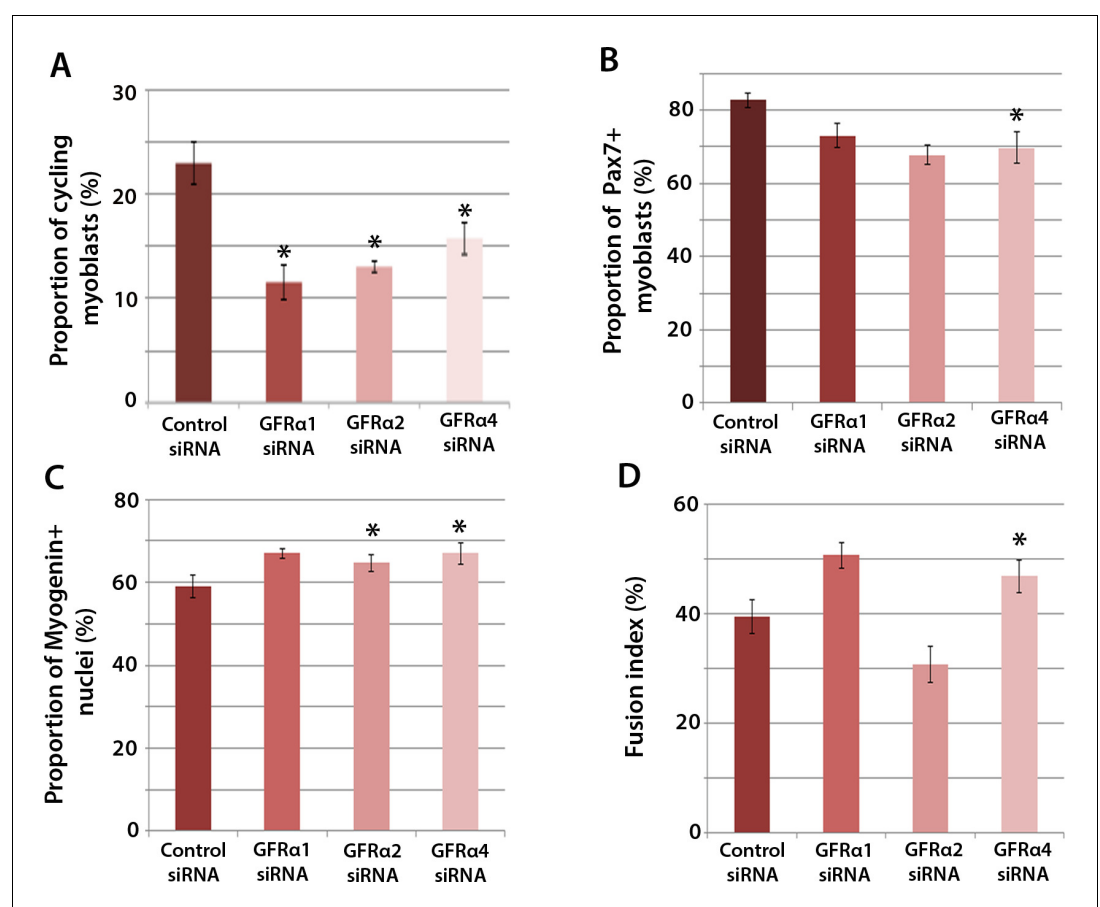 A
Proportion of cycling
myoblasts (%)
30
20
10
0
*
*
*
Control
siRNA
GFRα1
siRNA
GFRα2
siRNA
GFRα4
siRNA
B
Proportion of Pax7+
myoblasts (%)
80
60
40
20
0
*
Control
siRNA
GFRα1
siRNA
GFRα2
siRNA
GFRα4
siRNA
C
Proportion of Myogenin+
nuclei (%)
80
60
40
20
0
*
*
Control
siRNA
GFRα1
siRNA
GFRα2
siRNA
GFRα4
siRNA
D
Fusion index (%)
60
40
20
0
*
Control
siRNA
GFRα1
siRNA
GFRα2
siRNA
GFRα4
siRNA